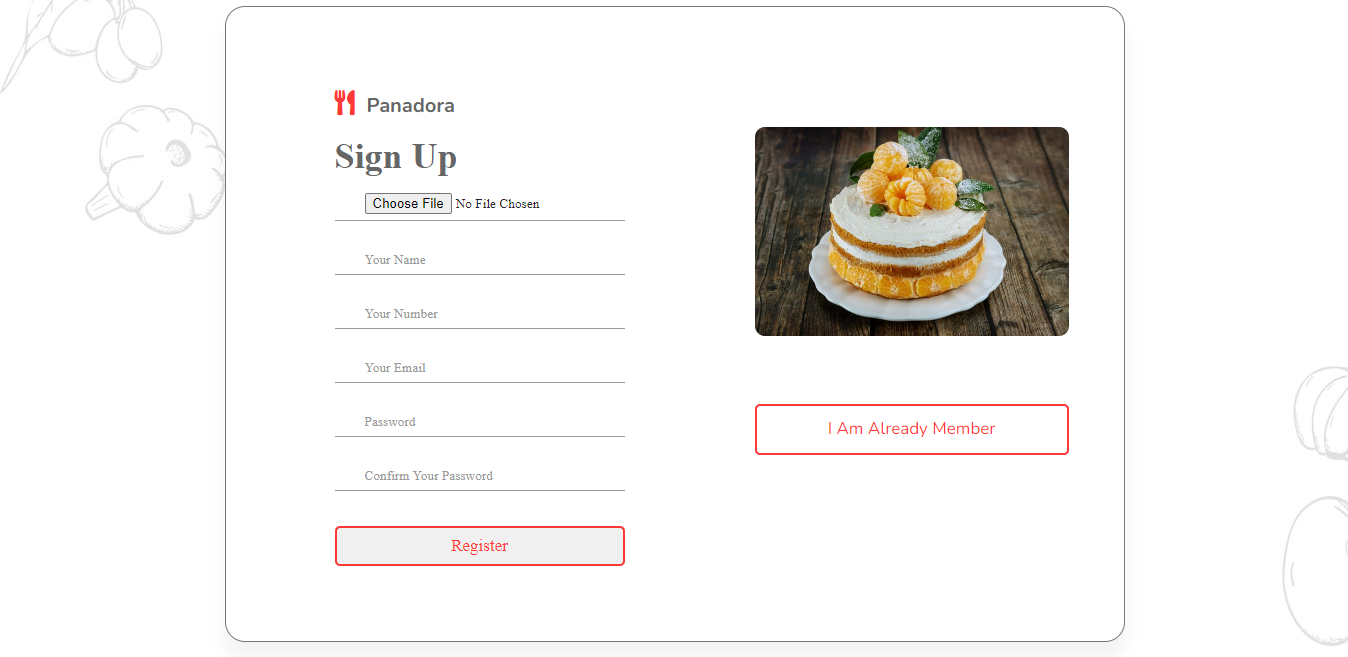 Panadora
Sign Up
Choose File No File Chosen
Your Name
Your Number
Your Email
Password
Confirm Your Password
Register
I Am Already Member